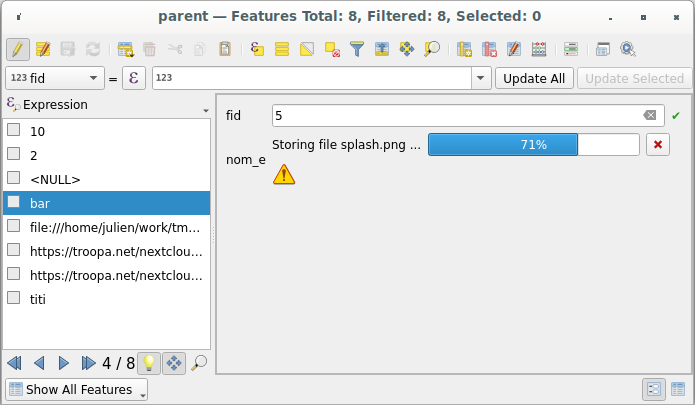 parent — Features Total: 8, Filtered: 8, Selected: 0
123 fid = ε 123 Update All Update Selected
ε Expression
10
2
<NULL>
bar
file:///home/julien/work/tm...
https://troopa.net/nextclou...
https://troopa.net/nextclou...
titi
fid 5
Storing file splash.png ... 71%
nom_e
4 / 8
Show All Features